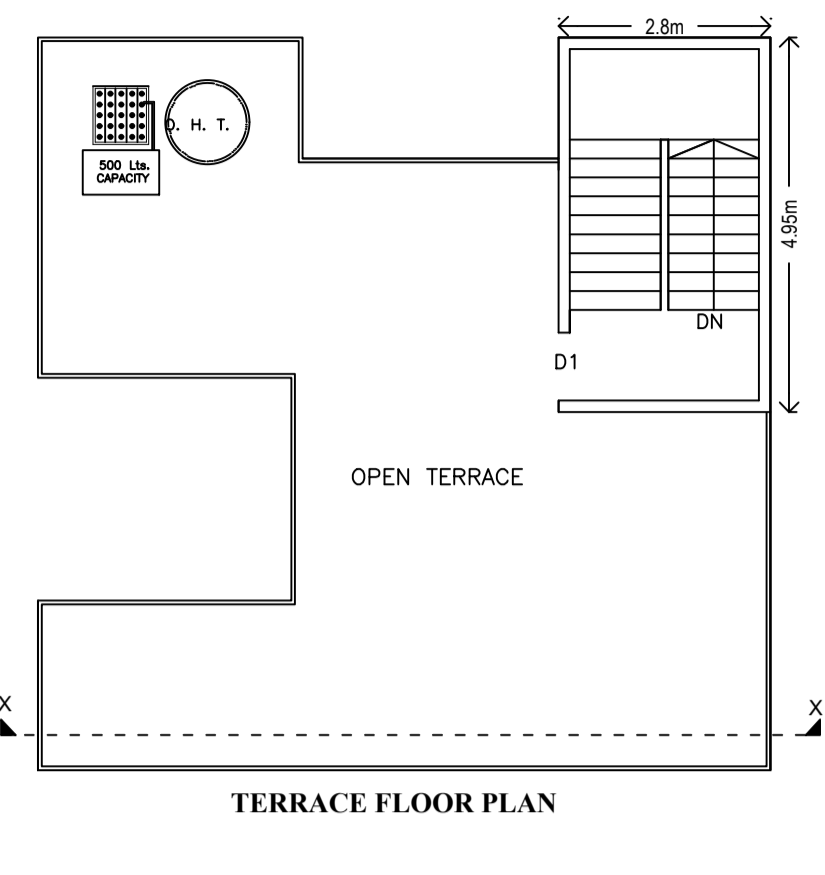 2.8m
O. H. T.
500 Lts.
CAPACITY
4.95m
DN
D1
OPEN TERRACE
X
X
TERRACE FLOOR PLAN